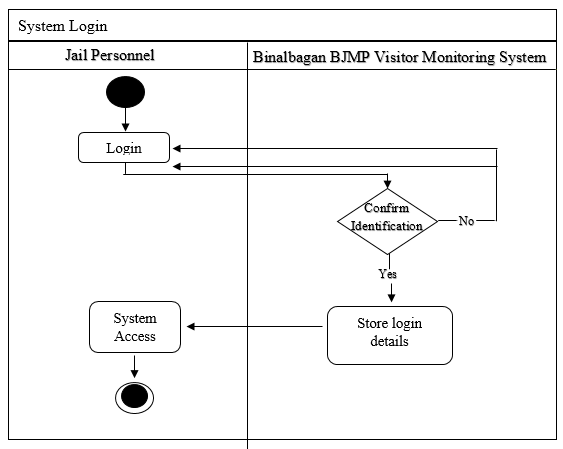 System Login
Jail Personnel
Binalbagan BJMP Visitor Monitoring System
Login
Confirm
Identification
No
Yes
System
Access
Store login
details